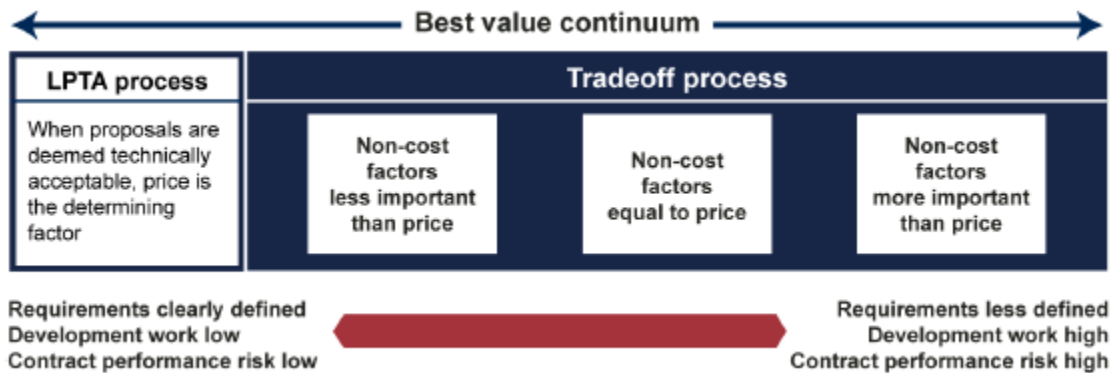 Best value continuum
LPTA process
When proposals are
deemed technically
acceptable, price is
the determining
factor
Tradeoff process
Non-cost
factors
less important
than price
Non-cost
factors
equal to price
Non-cost
factors
more important
than price
Requirements clearly defined
Development work low
Contract performance risk low
Requirements less defined
Development work high
Contract performance risk high